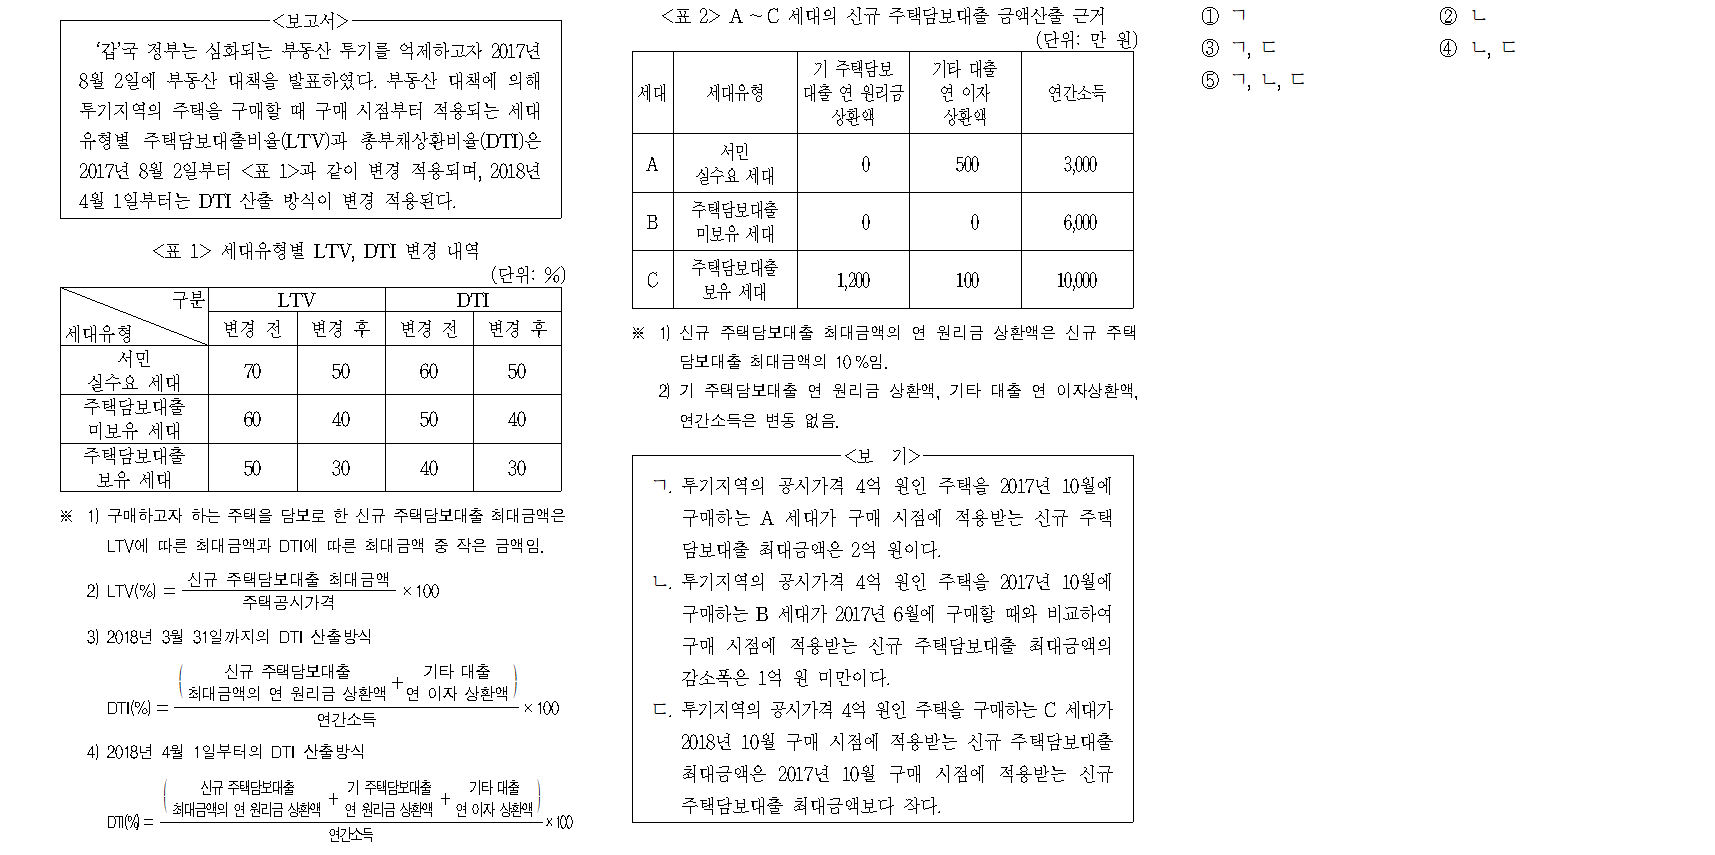 <보고서>
‘갑’국 정부는 심화되는 부동산 투기를 억제하고자 2017년
8월 2일에 부동산 대책을 발표하였다. 부동산 대책에 의해
투기지역의 주택을 구매할 때 구매 시점부터 적용되는 세대
유형별 주택담보대출비율(LTV)과 총부채상환비율(DTI)은
2017년 8월 2일부터 <표 1>과 같이 변경 적용되며, 2018년
4월 1일부터는 DTI 산출 방식이 변경 적용된다.
<표 1> 세대유형별 LTV, DTI 변경 내역
(단위: %)
구분 LTV DTI
세대유형 변경 전 변경 후 변경 전 변경 후
서민
실수요 세대 70 50 60 50
주택담보대출
미보유 세대 60 40 50 40
주택담보대출
보유 세대 50 30 40 30
※ 1) 구매하고자 하는 주택을 담보로 한 신규 주택담보대출 최대금액은
LTV에 따른 최대금액과 DTI에 따른 최대금액 중 작은 금액임.
2) LTV(%) = 신규 주택담보대출 최대금액 / 주택공시가격 × 100
3) 2018년 3월 31일까지의 DTI 산출방식
신규 주택담보대출 기타 대출
최대금액의 연 원리금 상환액 + 연 이자 상환액
DTI(%) = × 100
연간소득
4) 2018년 4월 1일부터의 DTI 산출방식
신규 주택담보대출 기 주택담보대출 기타 대출
최대금액의 연 원리금 상환액 + 연 원리금 상환액 + 연 이자 상환액
DTI(%) = × 100
연간소득
<표 2> A ~ C 세대의 신규 주택담보대출 금액산출 근거
(단위: 만 원)
세대 세대유형 기 주택담보대출 연 원리금 상환액 기타 대출 연 이자 상환액 연간소득
A 서민 실수요 세대 0 500 3,000
B 주택담보대출 미보유 세대 0 0 6,000
C 주택담보대출 보유 세대 1,200 100 10,000
※ 1) 신규 주택담보대출 최대금액의 연 원리금 상환액은 신규 주택
담보대출 최대금액의 10%임.
2) 기 주택담보대출 연 원리금 상환액, 기타 대출 연 이자상환액,
연간소득은 변동 없음.
<보 기>
ㄱ. 투기지역의 공시가격 4억 원인 주택을 2017년 10월에
구매하는 A 세대가 구매 시점에 적용받는 신규 주택
담보대출 최대금액은 2억 원이다.
ㄴ. 투기지역의 공시가격 4억 원인 주택을 2017년 10월에
구매하는 B 세대가 2017년 6월에 구매할 때와 비교하여
구매 시점에 적용받는 신규 주택담보대출 최대금액의
감소폭은 1억 원 미만이다.
ㄷ. 투기지역의 공시가격 4억 원인 주택을 구매하는 C 세대가
2018년 10월 구매 시점에 적용받는 신규 주택담보대출
최대금액은 2017년 10월 구매 시점에 적용받는 신규
주택담보대출 최대금액보다 작다.
① ㄱ ② ㄴ
③ ㄱ, ㄷ ④ ㄴ, ㄷ
⑤ ㄱ, ㄴ, ㄷ